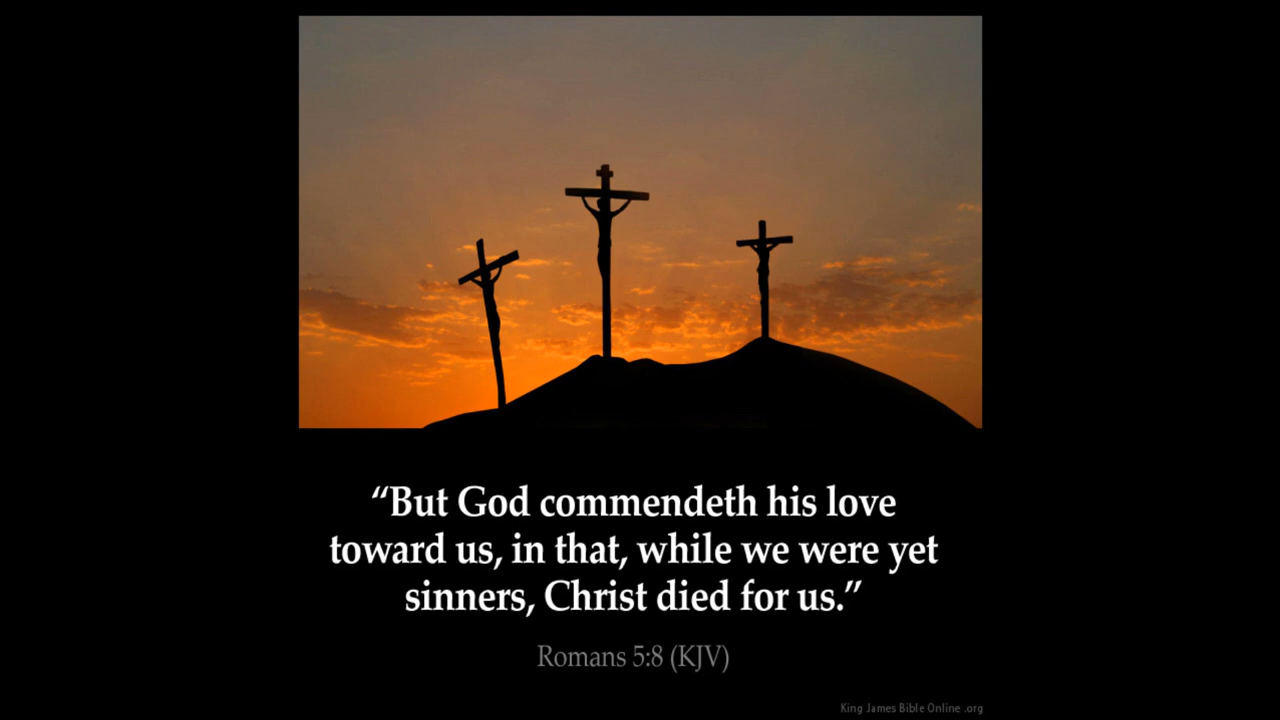 “But God commendeth his love
toward us, in that, while we were yet
sinners, Christ died for us.”
Romans 5:8 (KJV)
King James Bible Online .org